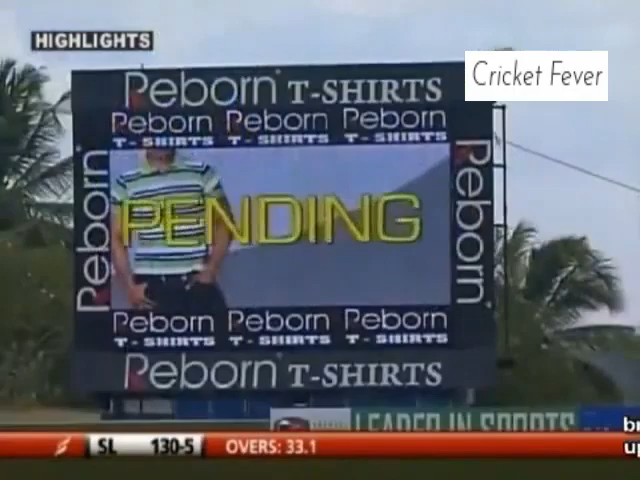 HIGHLIGHTS
Cricket Fever
Reborn T-SHIRTS
Reborn Reborn Reborn
T-SHIRTS T-SHIRTS T-SHIRTS
Reborn
Reborn
PENDING
Reborn Reborn Reborn
T-SHIRTS T-SHIRTS T-SHIRTS
Reborn T-SHIRTS
LEADER IN SPORTS
SL 130-5 OVERS: 33.1